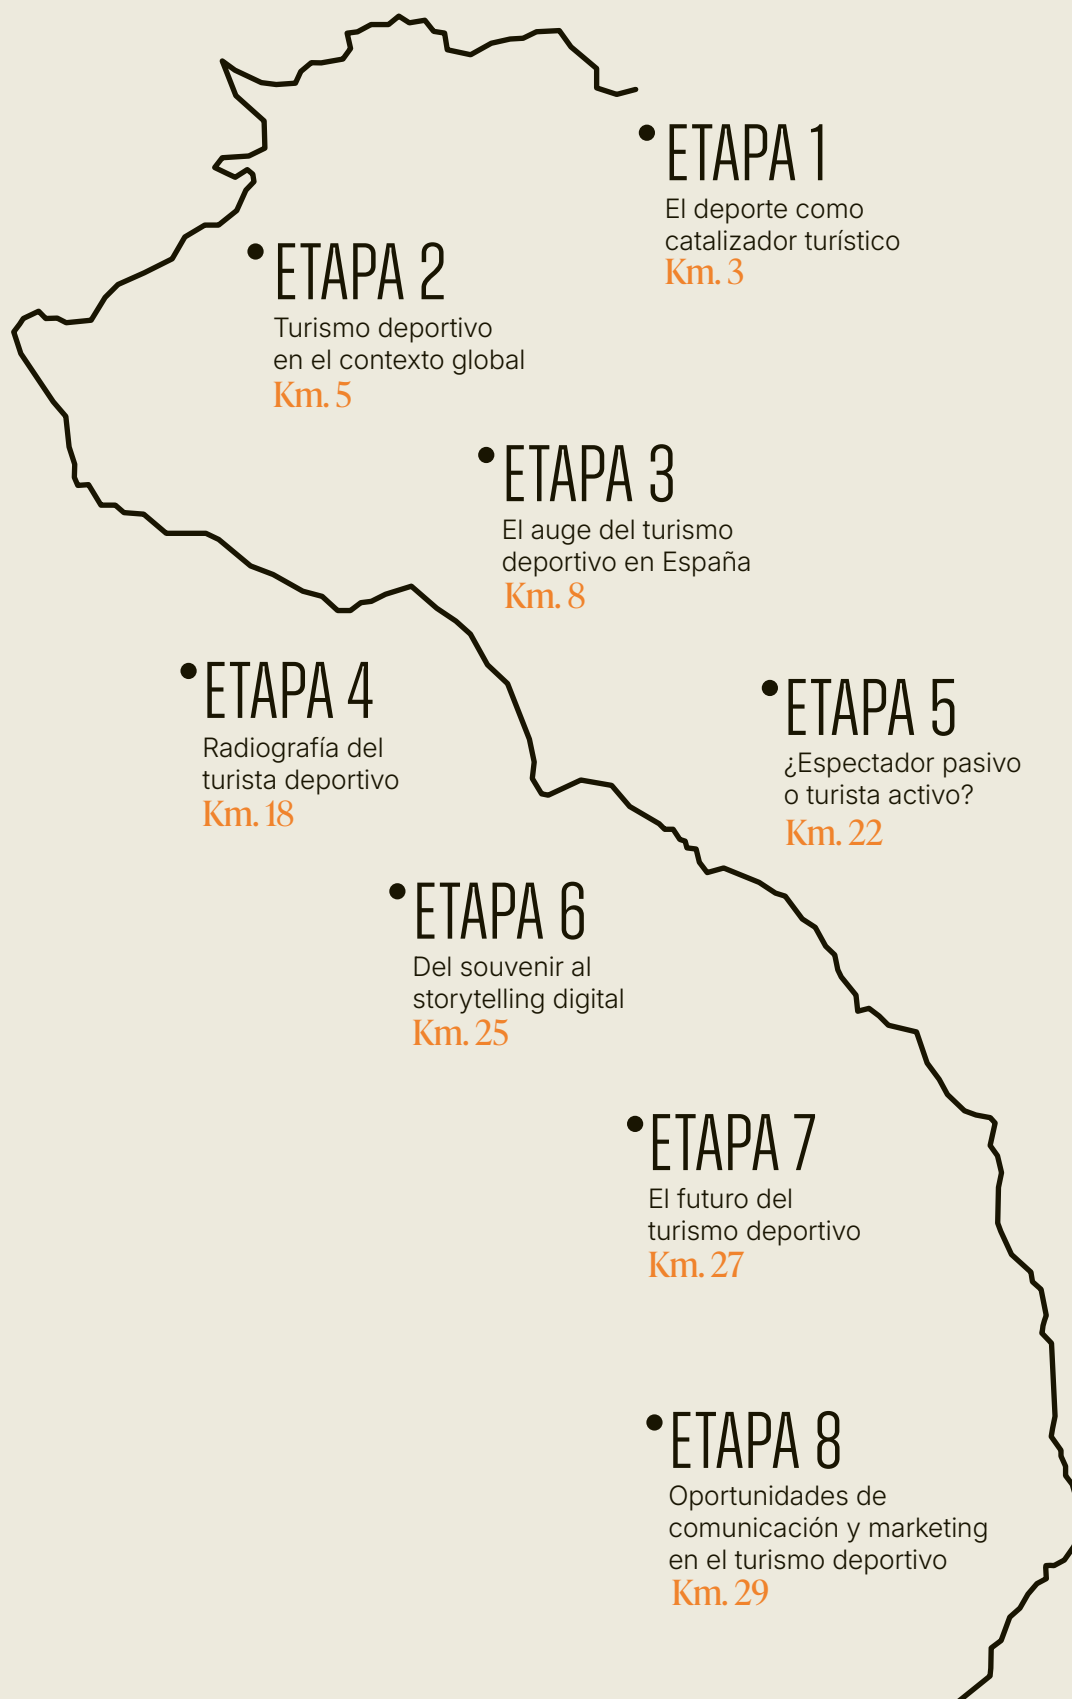 ETAPA 1
El deporte como
catalizador turístico
Km. 3
ETAPA 2
Turismo deportivo
en el contexto global
Km. 5
ETAPA 3
El auge del turismo
deportivo en España
Km. 8
ETAPA 4
Radiografía del
turista deportivo
Km. 18
ETAPA 5
¿Espectador pasivo
o turista activo?
Km. 22
ETAPA 6
Del souvenir al
storytelling digital
Km. 25
ETAPA 7
El futuro del
turismo deportivo
Km. 27
ETAPA 8
Oportunidades de
comunicación y marketing
en el turismo deportivo
Km. 29